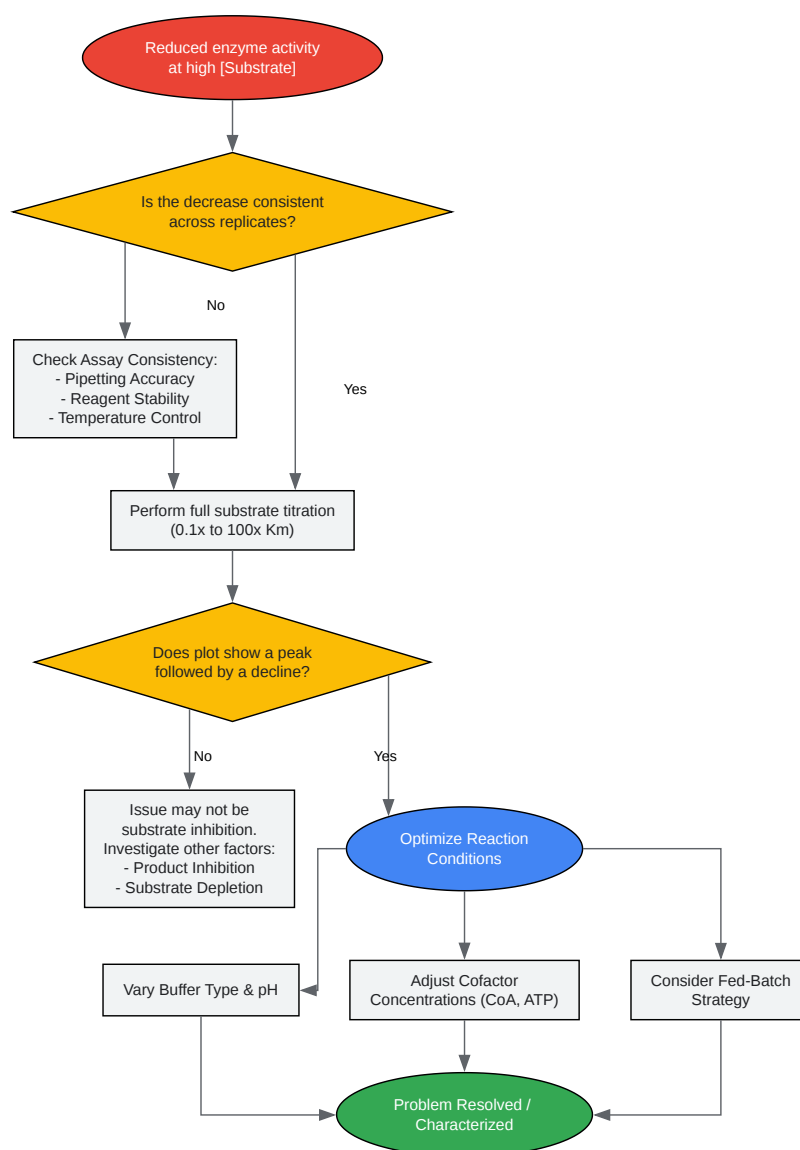 Reduced enzyme activity
at high [Substrate]
Is the decrease consistent
across replicates?
No
Check Assay Consistency:
- Pipetting Accuracy
- Reagent Stability
- Temperature Control
Yes
Perform full substrate titration
(0.1x to 100x Km)
Does plot show a peak
followed by a decline?
No
Yes
Issue may not be
substrate inhibition.
Investigate other factors:
- Product Inhibition
- Substrate Depletion
Optimize Reaction
Conditions
Vary Buffer Type & pH
Adjust Cofactor
Concentrations (CoA, ATP)
Consider Fed-Batch
Strategy
Problem Resolved /
Characterized